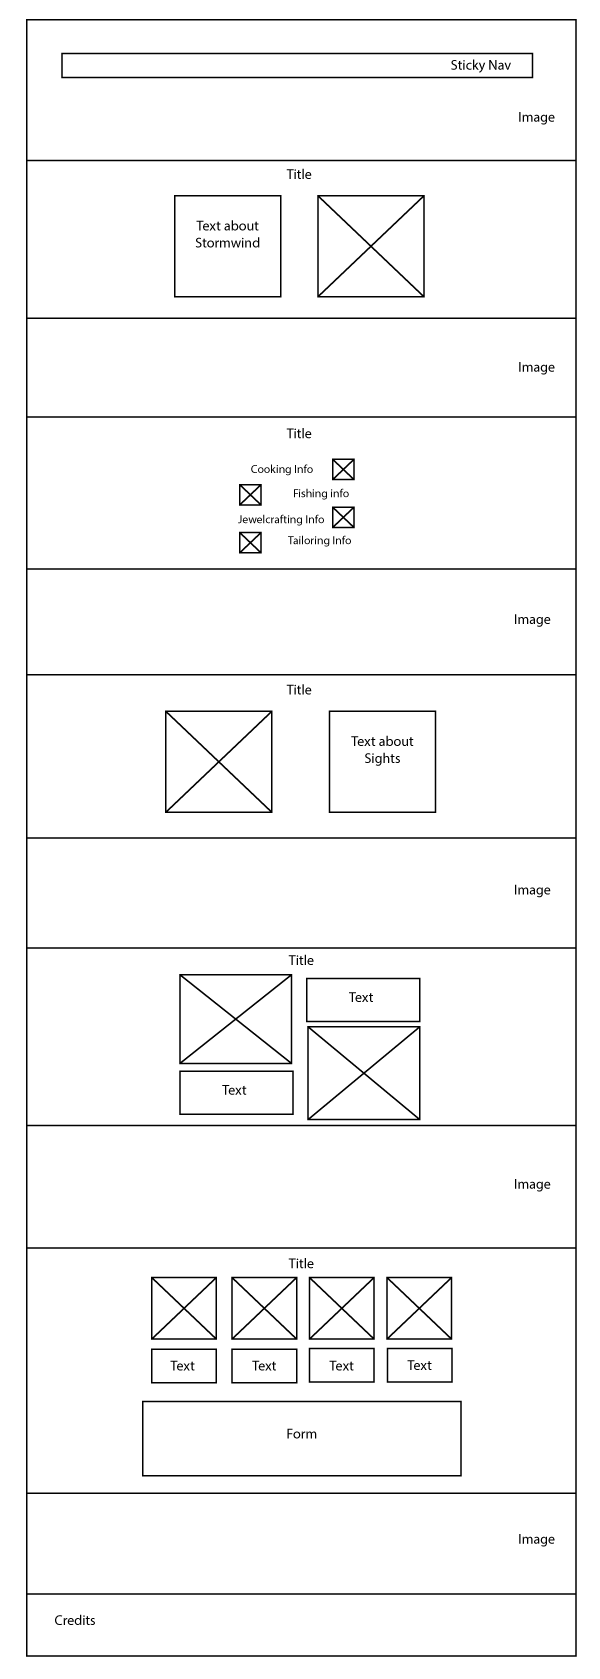 Sticky Nav
Image
Title
Text about
Stormwind
Image
Title
Cooking Info
Fishing info
Jewelcrafting Info
Tailoring Info
Image
Title
Text about
Sights
Image
Title
Text
Text
Image
Title
Text
Text
Text
Text
Form
Image
Credits